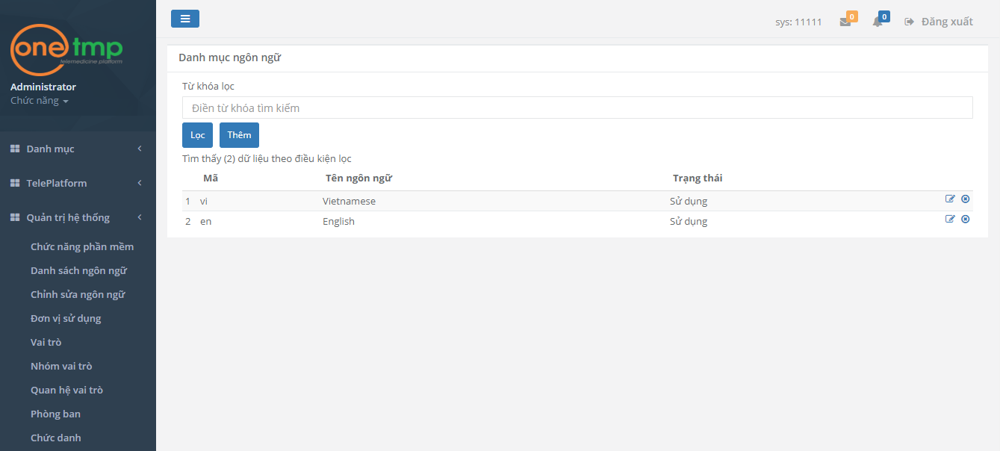 onetmp
telemedicine platform
Administrator
Chức năng
Danh mục
TelePlatform
Quản trị hệ thống
Chức năng phần mềm
Danh sách ngôn ngữ
Chỉnh sửa ngôn ngữ
Đơn vị sử dụng
Vai trò
Nhóm vai trò
Quan hệ vai trò
Phòng ban
Chức danh
sys: 11111 0 0 Đăng xuất
Danh mục ngôn ngữ
Từ khóa lọc
Điền từ khóa tìm kiếm
Lọc Thêm
Tìm thấy (2) dữ liệu theo điều kiện lọc
Mã Tên ngôn ngữ Trạng thái
1 vi Vietnamese Sử dụng
2 en English Sử dụng